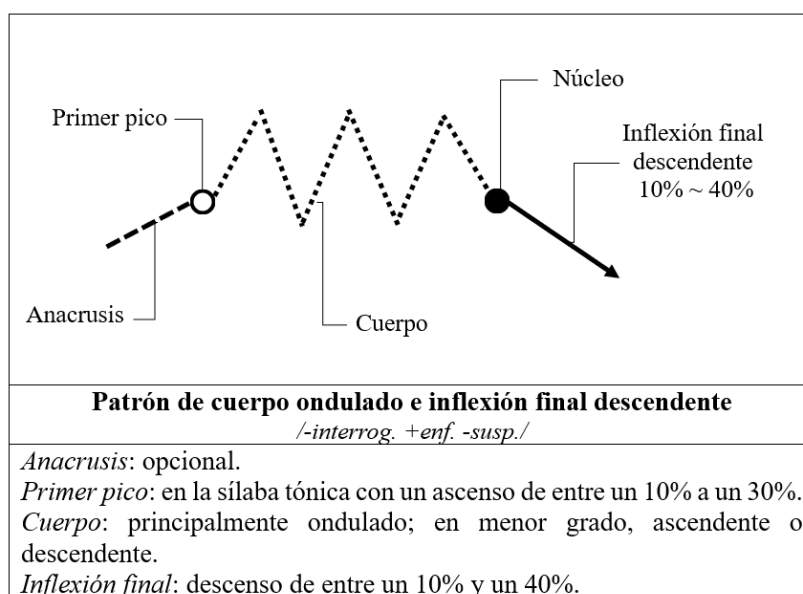 Primer pico
Núcleo
Inflexión final
descendente
10% ~ 40%
Anacrusis
Cuerpo
Patrón de cuerpo ondulado e inflexión final descendente
/-interrog. +enf. -susp./
Anacrusis: opcional.
Primer pico: en la sílaba tónica con un ascenso de entre un 10% a un 30%.
Cuerpo: principalmente ondulado; en menor grado, ascendente o
descendente.
Inflexión final: descenso de entre un 10% y un 40%.